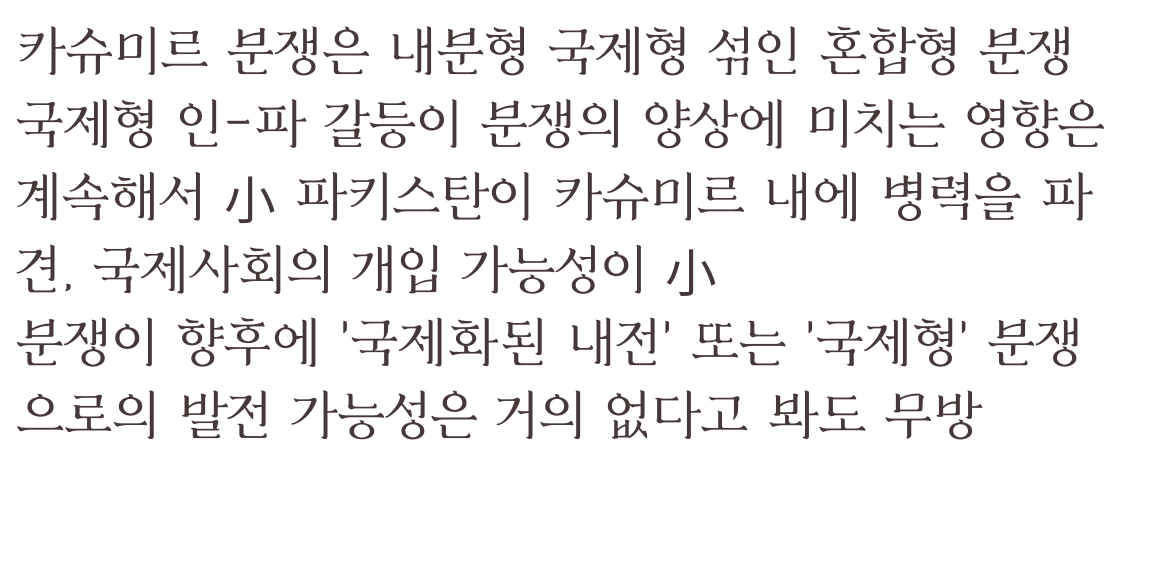 카슈미르 분쟁은 내분형 국제형 섞인 혼합형 분쟁
국제형 인-파 갈등이 분쟁의 양상에 미치는 영향은
계속해서 小 파키스탄이 카슈미르 내에 병력을 파
견, 국제사회의 개입 가능성이 小
분쟁이 향후에 '국제화된 내전' 또는 '국제형' 분쟁
으로의 발전 가능성은 거의 없다고 봐도 무방